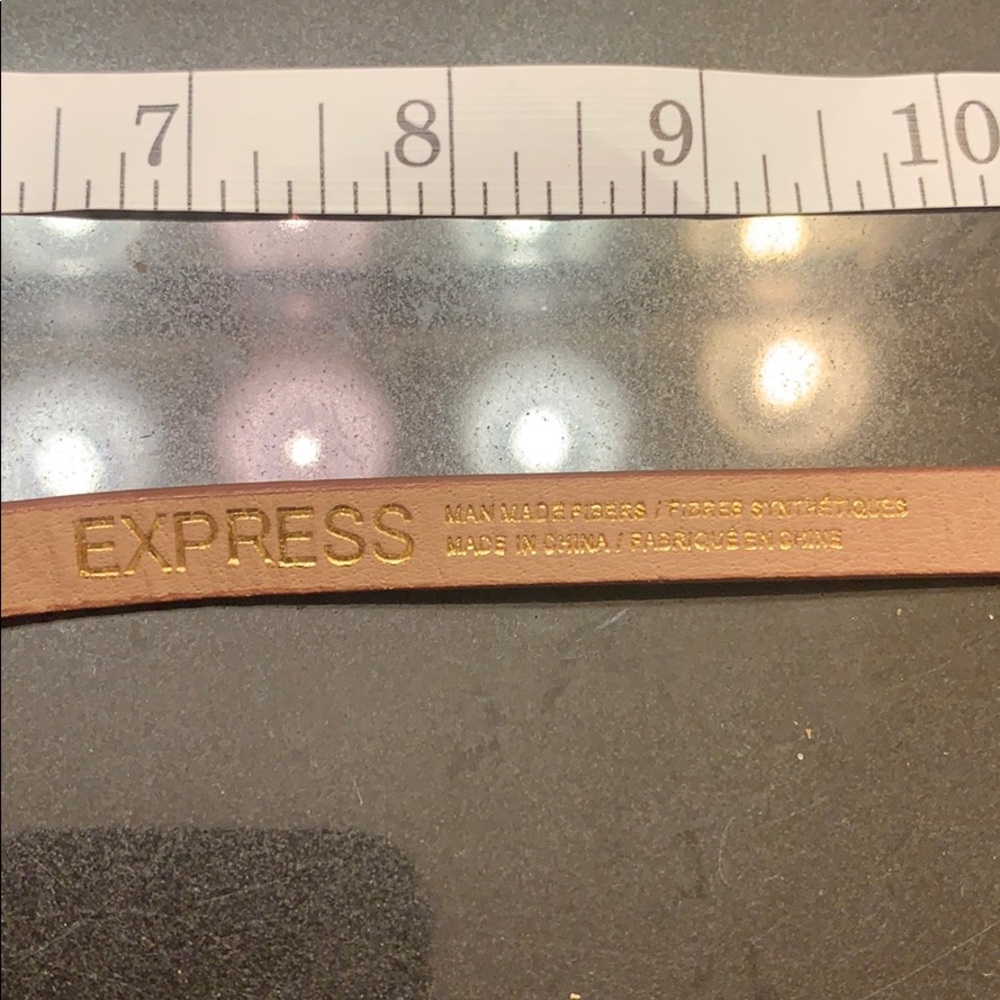 7 8 9 10
EXPRESS
MAN MADE FIBERS / FIBRES SYNTHÉTIQUES
MADE IN CHINA / FABRIQUÉ EN CHINE